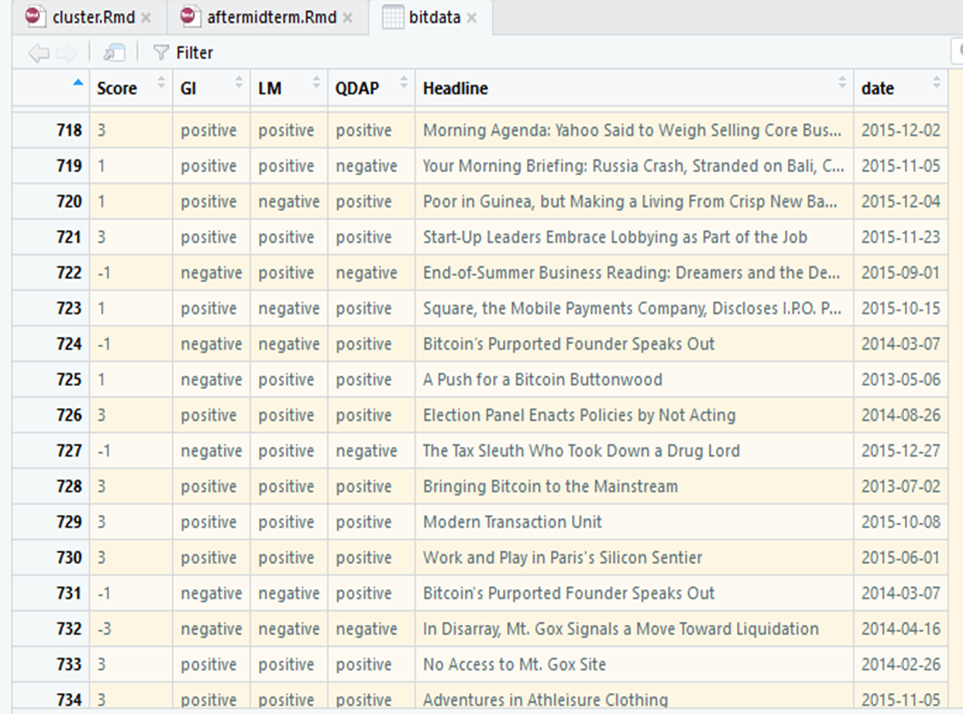 cluster.Rmd aftermidterm.Rmd bitdata
Filter
Score GI LM QDAP Headline date
718 3 positive positive positive Morning Agenda: Yahoo Said to Weigh Selling Core Bus... 2015-12-02
719 1 positive positive negative Your Morning Briefing: Russia Crash, Stranded on Bali, C... 2015-11-05
720 1 positive negative positive Poor in Guinea, but Making a Living From Crisp New Ba... 2015-12-04
721 3 positive positive positive Start-Up Leaders Embrace Lobbying as Part of the Job 2015-11-23
722 -1 negative positive negative End-of-Summer Business Reading: Dreamers and the De... 2015-09-01
723 1 positive negative positive Square, the Mobile Payments Company, Discloses I.P.O. P... 2015-10-15
724 -1 negative negative positive Bitcoin's Purported Founder Speaks Out 2014-03-07
725 1 negative positive positive A Push for a Bitcoin Buttonwood 2013-05-06
726 3 positive positive positive Election Panel Enacts Policies by Not Acting 2014-08-26
727 -1 negative positive negative The Tax Sleuth Who Took Down a Drug Lord 2015-12-27
728 3 positive positive positive Bringing Bitcoin to the Mainstream 2013-07-02
729 3 positive positive positive Modern Transaction Unit 2015-10-08
730 3 positive positive positive Work and Play in Paris's Silicon Sentier 2015-06-01
731 -1 negative negative positive Bitcoin's Purported Founder Speaks Out 2014-03-07
732 -3 negative negative negative In Disarray, Mt. Gox Signals a Move Toward Liquidation 2014-04-16
733 3 positive positive positive No Access to Mt. Gox Site 2014-02-26
734 3 positive positive positive Adventures in Athleisure Clothing 2015-11-05